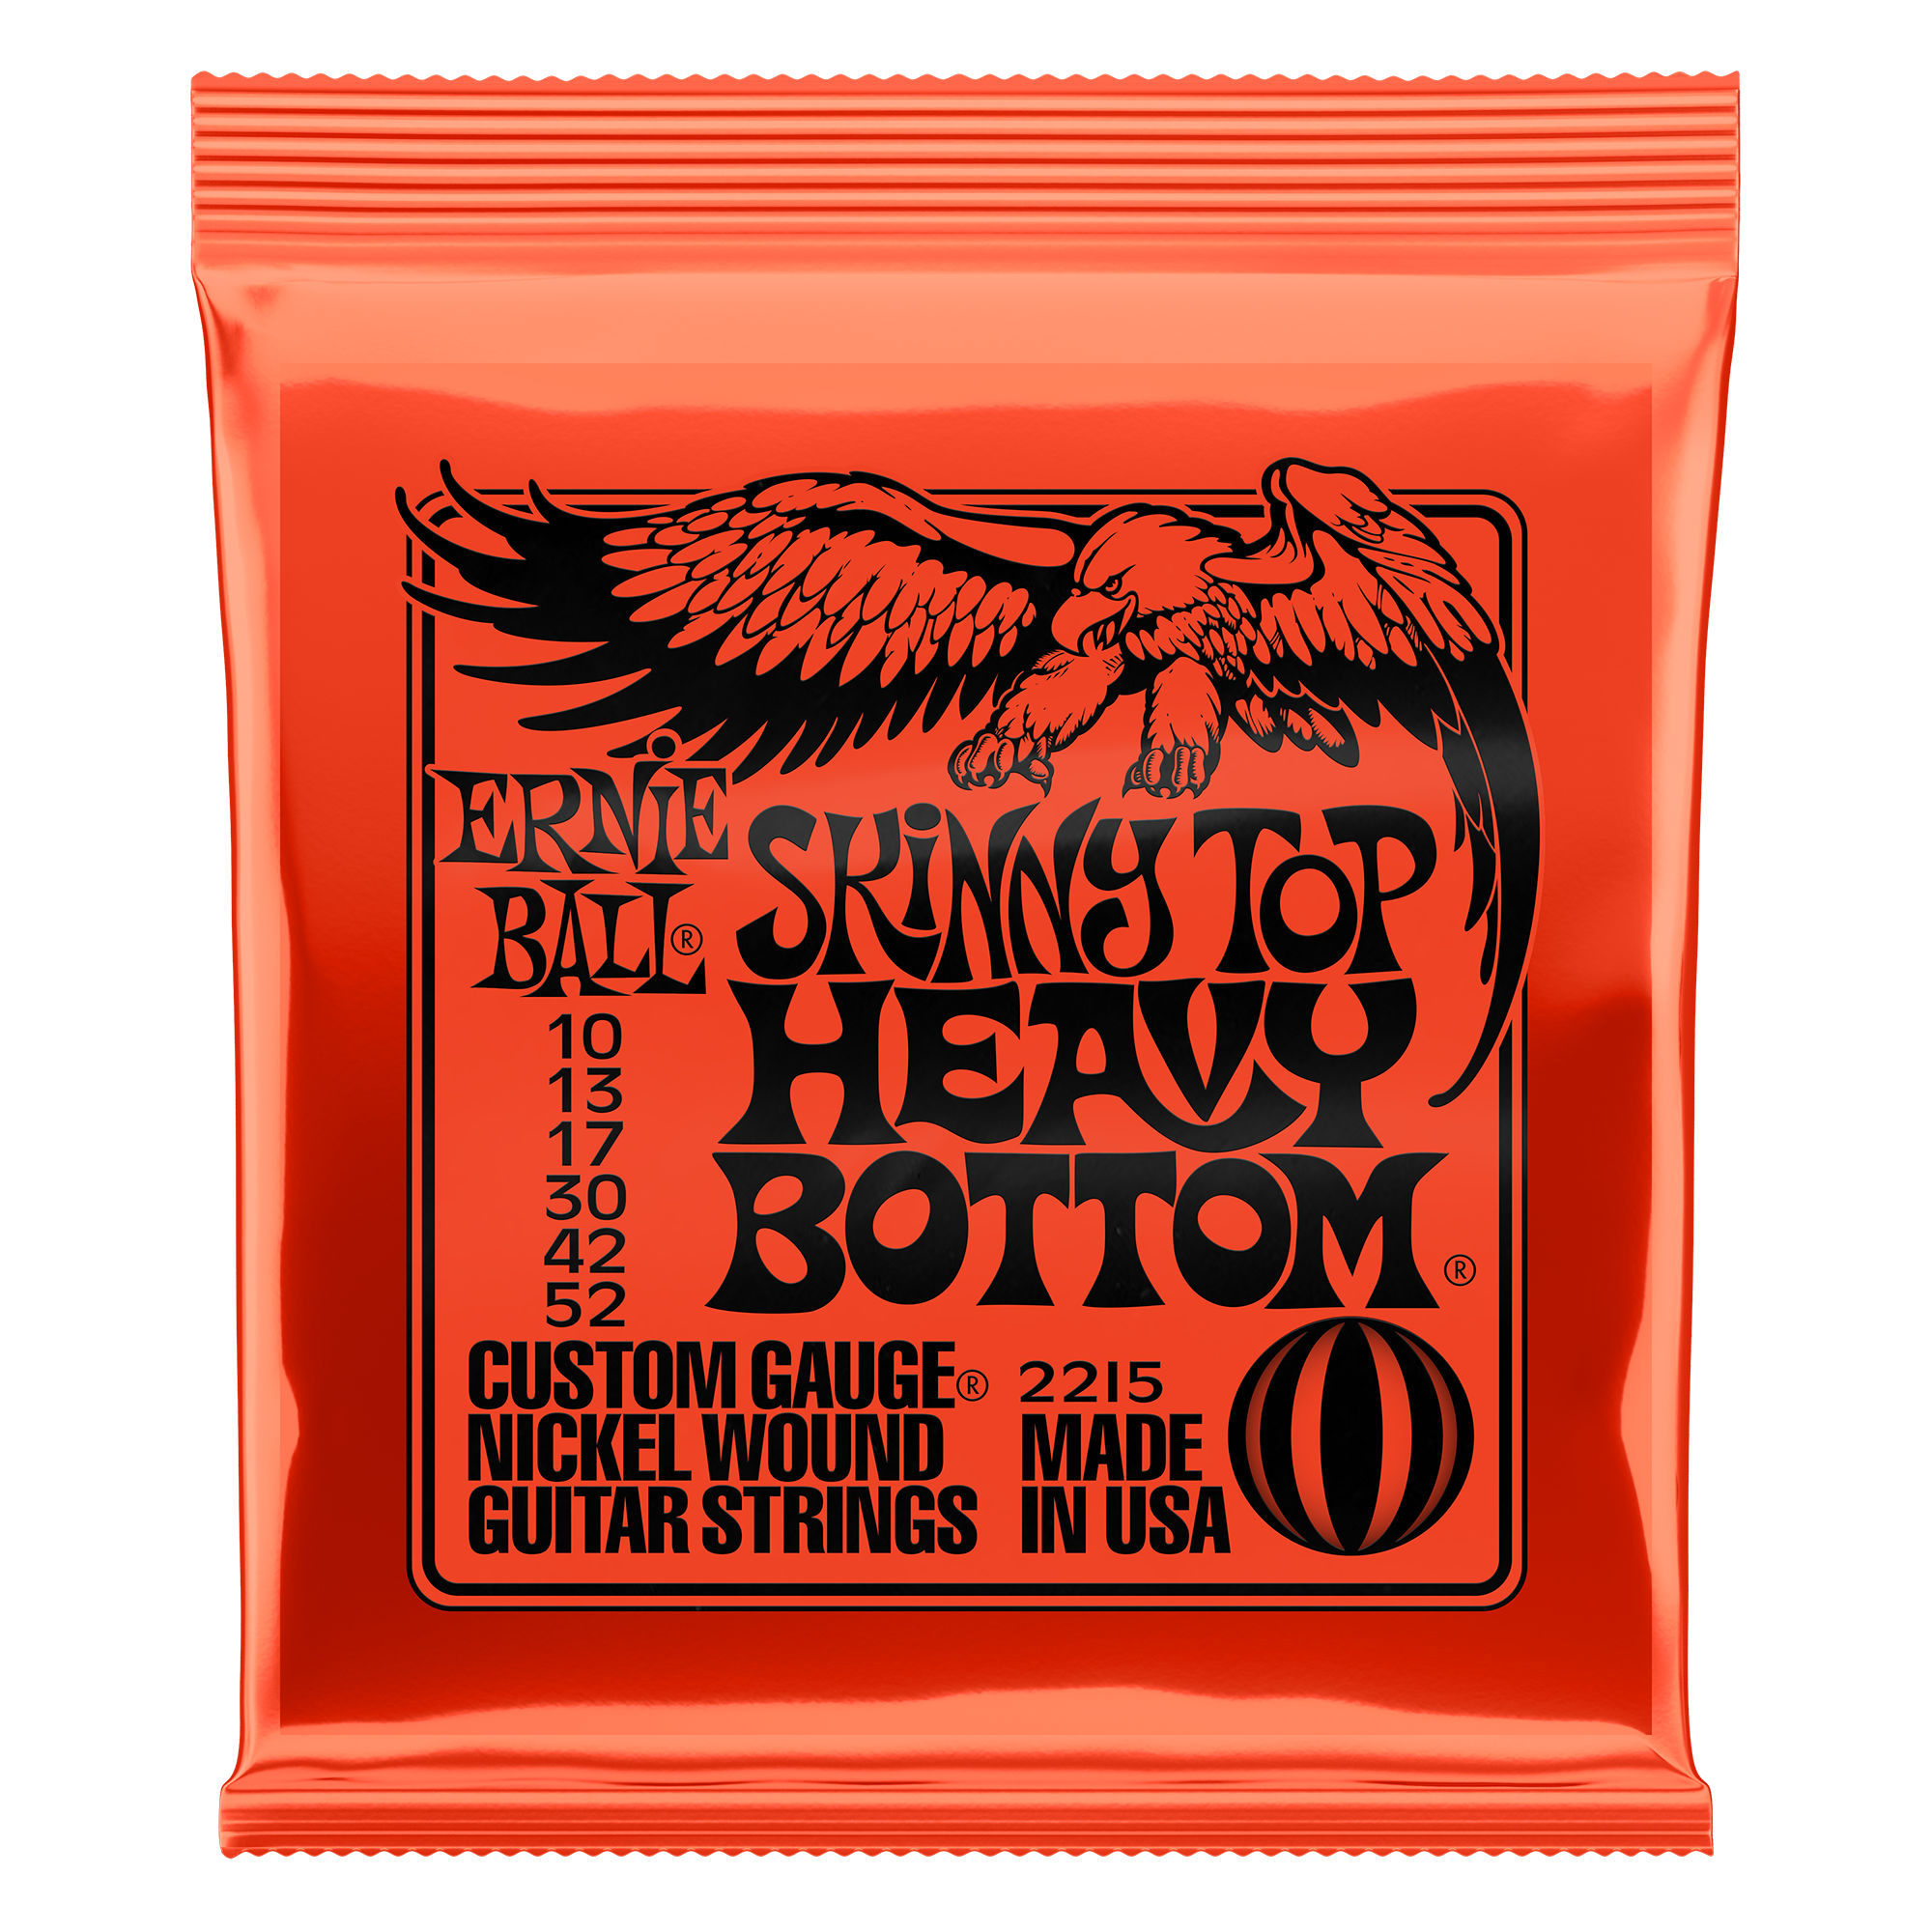 ERNiE
BALL®
SKiNNY TOP
HEAVY
BOTTOM®
10
13
17
30
42
52
CUSTOM GAUGE®
NICKEL WOUND
GUITAR STRINGS
2215
MADE
IN USA